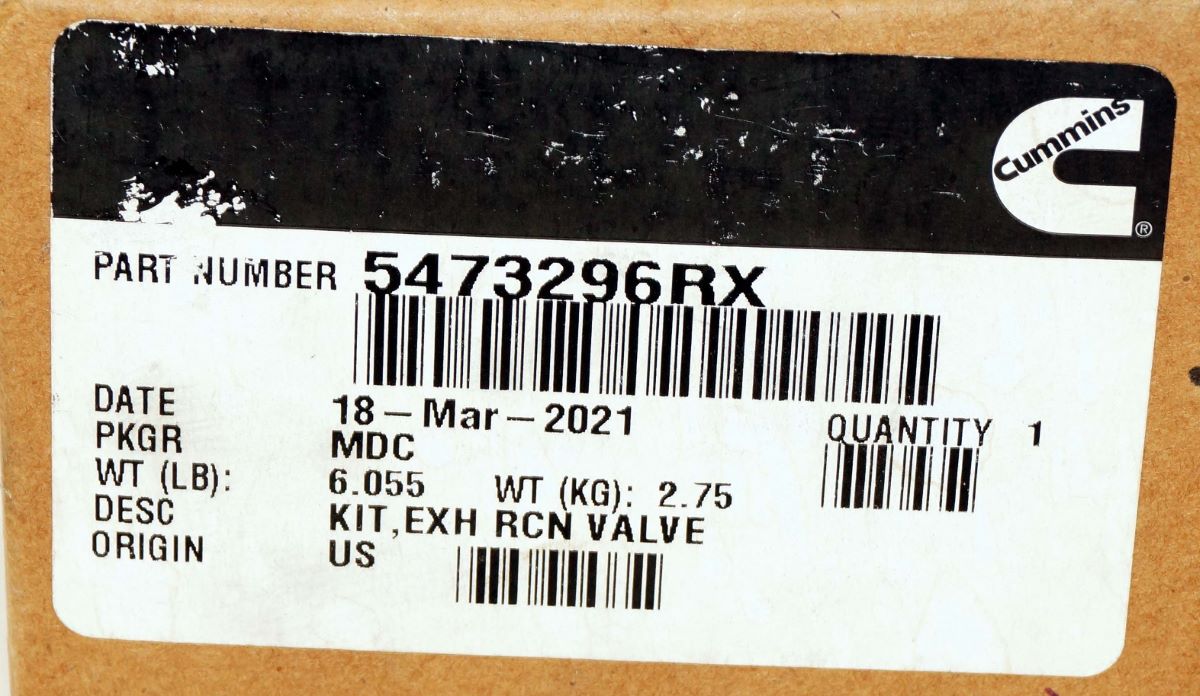 Cummins
®
PART NUMBER 5473296RX
DATE 18-Mar-2021
QUANTITY 1
PKGR MDC
WT (LB): 6.055 WT (KG): 2.75
DESC KIT,EXH RCN VALVE
ORIGIN US